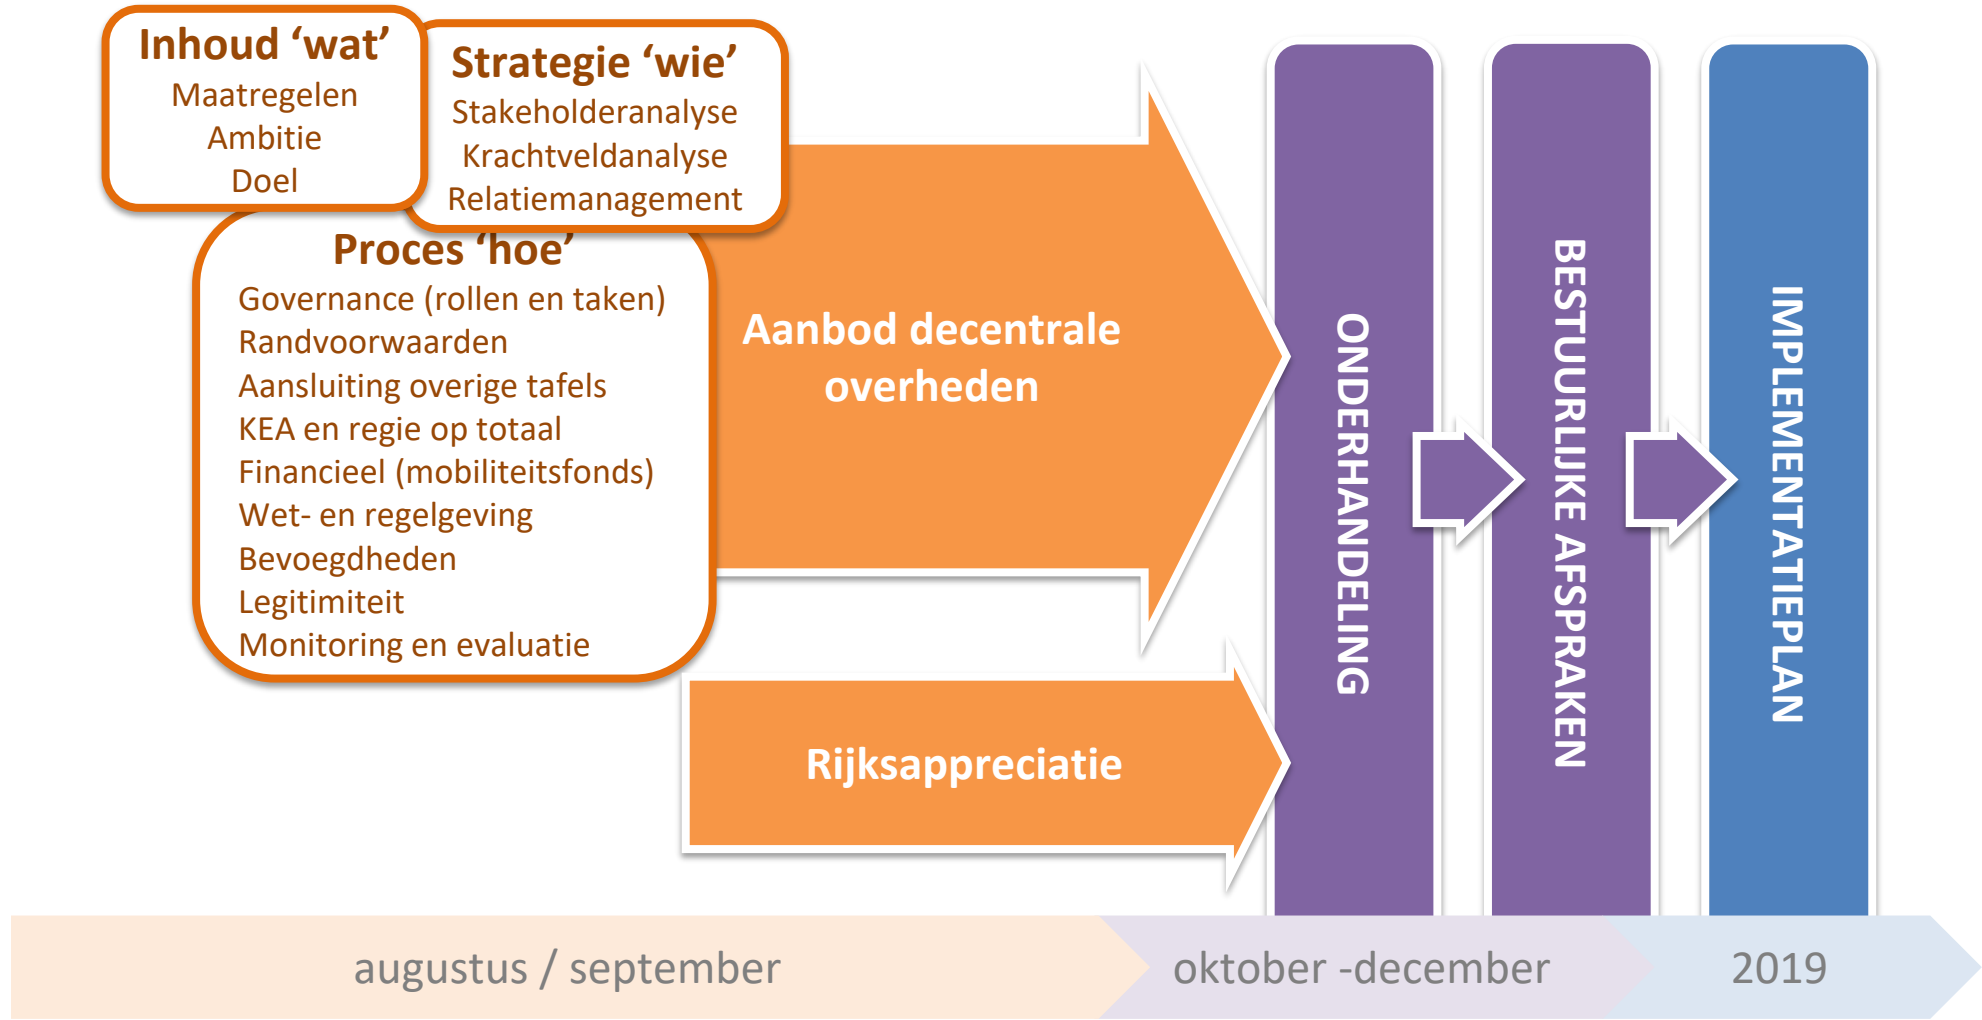 Inhoud ‘wat’
Maatregelen
Ambitie
Doel
Strategie ‘wie’
Stakeholderanalyse
Krachtveldanalyse
Relatiemanagement
Proces ‘hoe’
Governance (rollen en taken)
Randvoorwaarden
Aansluiting overige tafels
KEA en regie op totaal
Financieel (mobiliteitsfonds)
Wet- en regelgeving
Bevoegdheden
Legitimiteit
Monitoring en evaluatie
Aanbod decentrale
overheden
Rijksappreciatie
ONDERHANDELING
BESTUURLIJKE AFSPRAKEN
IMPLEMENTATIEPLAN
augustus / september
oktober -december
2019